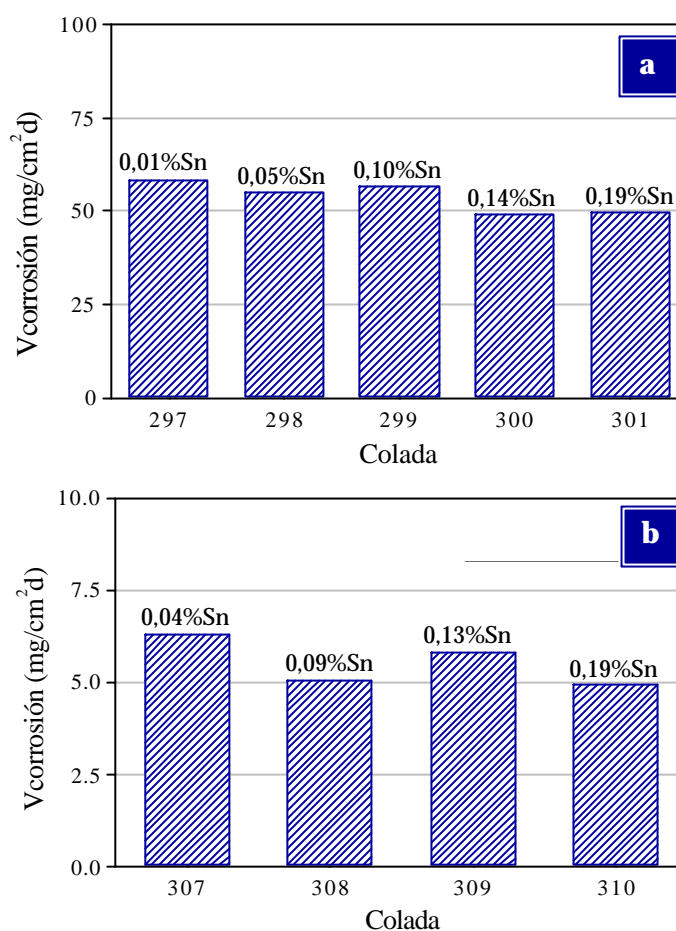 100
a
75
Vcorrosión (mg/cm²d)
0,01%Sn
0,05%Sn
0,10%Sn
0,14%Sn
0,19%Sn
50
25
0
297 298 299 300 301
Colada
10.0
b
7.5
Vcorrosión (mg/cm²d)
0,04%Sn
0,09%Sn
0,13%Sn
0,19%Sn
5.0
2.5
0.0
307 308 309 310
Colada